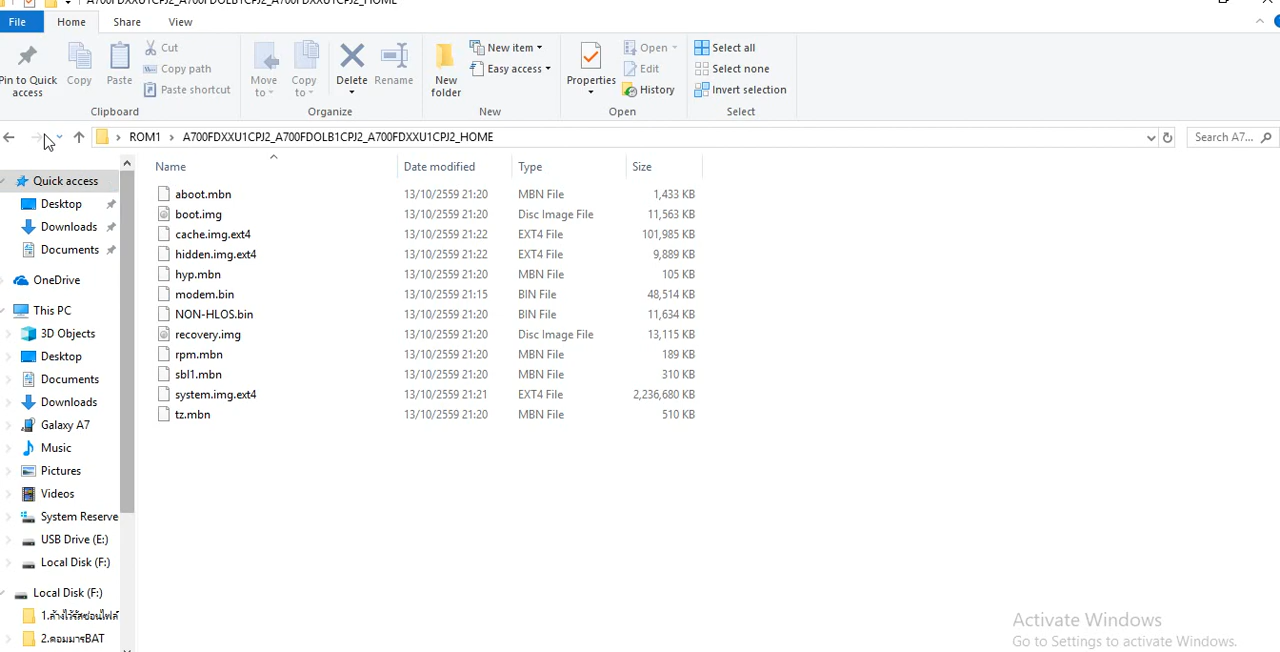 A700FDXXU1CPJ2_A700FDOLB1CPJ2_A700FDXXU1CPJ2_HOME
File Home Share View
Pin to Quick access
Copy
Paste
Cut
Copy path
Paste shortcut
Clipboard
Move to
Copy to
Delete
Rename
Organize
New folder
New item
Easy access
New
Properties
Open
Edit
History
Open
Select all
Select none
Invert selection
Select
ROM1 › A700FDXXU1CPJ2_A700FDOLB1CPJ2_A700FDXXU1CPJ2_HOME
Search A7...
Name Date modified Type Size
aboot.mbn 13/10/2559 21:20 MBN File 1,433 KB
boot.img 13/10/2559 21:20 Disc Image File 11,563 KB
cache.img.ext4 13/10/2559 21:22 EXT4 File 101,985 KB
hidden.img.ext4 13/10/2559 21:22 EXT4 File 9,889 KB
hyp.mbn 13/10/2559 21:20 MBN File 105 KB
modem.bin 13/10/2559 21:15 BIN File 48,514 KB
NON-HLOS.bin 13/10/2559 21:20 BIN File 11,634 KB
recovery.img 13/10/2559 21:20 Disc Image File 13,115 KB
rpm.mbn 13/10/2559 21:20 MBN File 189 KB
sbl1.mbn 13/10/2559 21:20 MBN File 310 KB
system.img.ext4 13/10/2559 21:21 EXT4 File 2,236,680 KB
tz.mbn 13/10/2559 21:20 MBN File 510 KB
Quick access
Desktop
Downloads
Documents
OneDrive
This PC
3D Objects
Desktop
Documents
Downloads
Galaxy A7
Music
Pictures
Videos
System Reserve
USB Drive (E:)
Local Disk (F:)
Local Disk (F:)
2.คอมมารBAT
Activate Windows
Go to Settings to activate Windows.